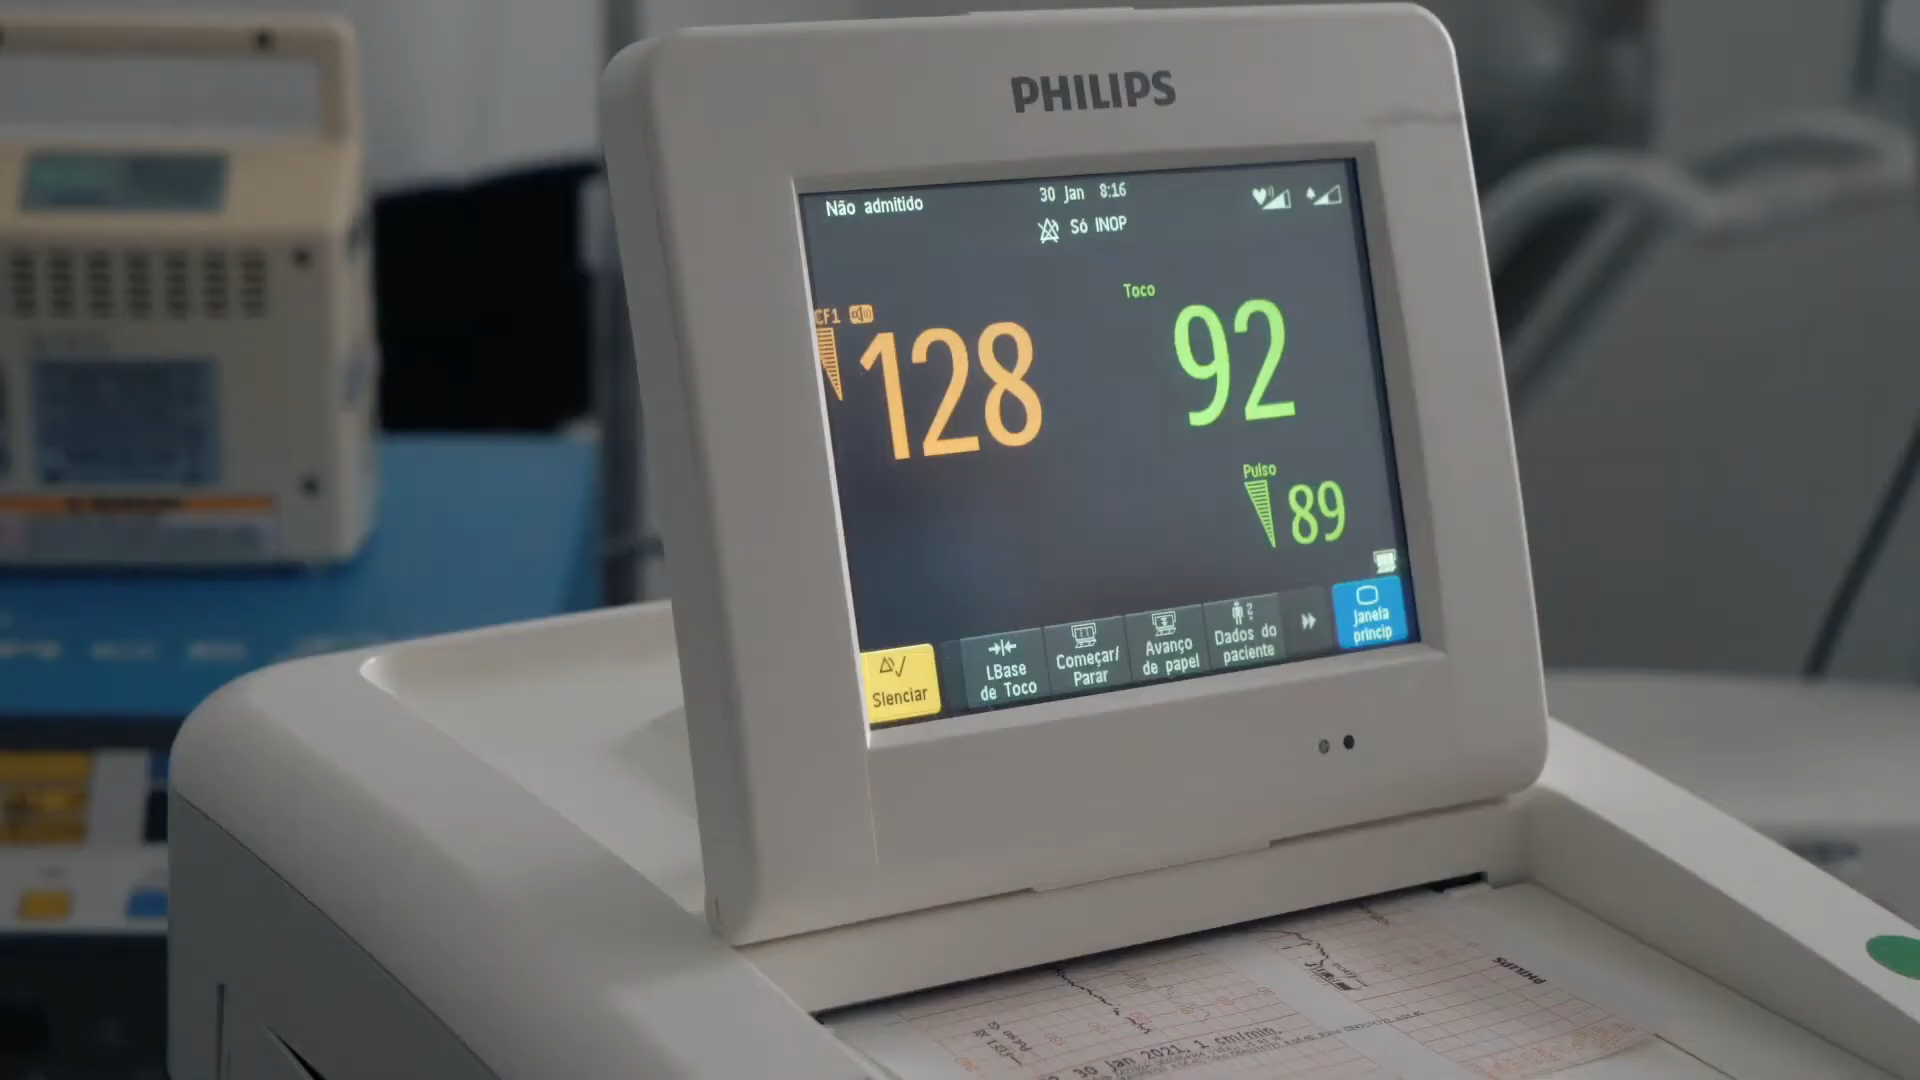 PHILIPS
Não admitido
30 Jan 8:16
Só INOP
CF1
128
Toco
92
Pulso
89
Slenciar
LBase
de Toco
Começar/
Parar
Avanço
de papel
Dados do
paciente
Janela
princip
PHILIPS
30 Jan 2021, 1 cm/min.